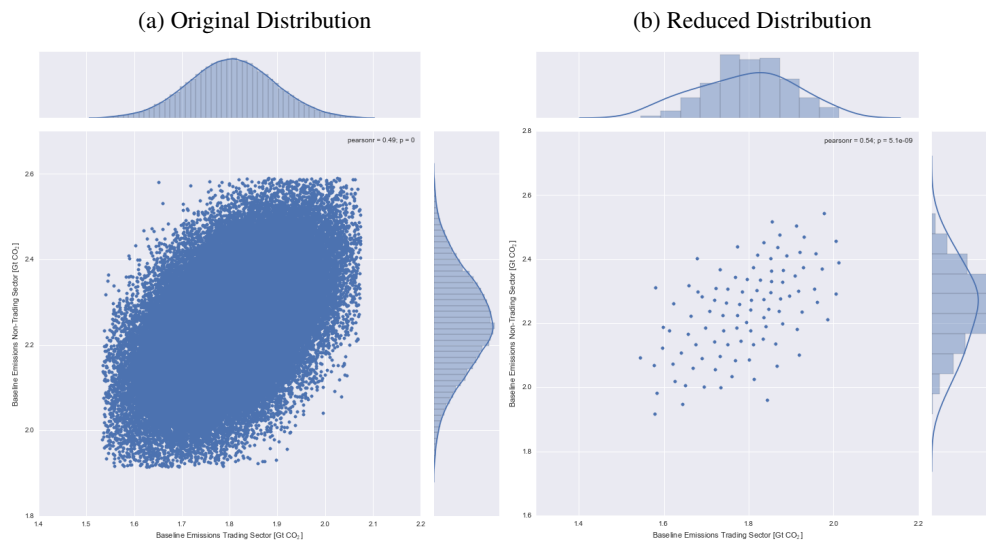 (a) Original Distribution
(b) Reduced Distribution
pearsonr = 0.49; p = 0
Baseline Emissions Non-Trading Sector [Gt CO₂]
2.6
2.4
2.2
2.0
1.8
1.4 1.5 1.6 1.7 1.8 1.9 2.0 2.1 2.2
Baseline Emissions Trading Sector [Gt CO₂]
pearsonr = 0.54; p = 5.1e-09
Baseline Emissions Non-Trading Sector [Gt CO₂]
2.8
2.6
2.4
2.2
2.0
1.8
1.6
1.4 1.6 1.8 2.0 2.2
Baseline Emissions Trading Sector [Gt CO₂]